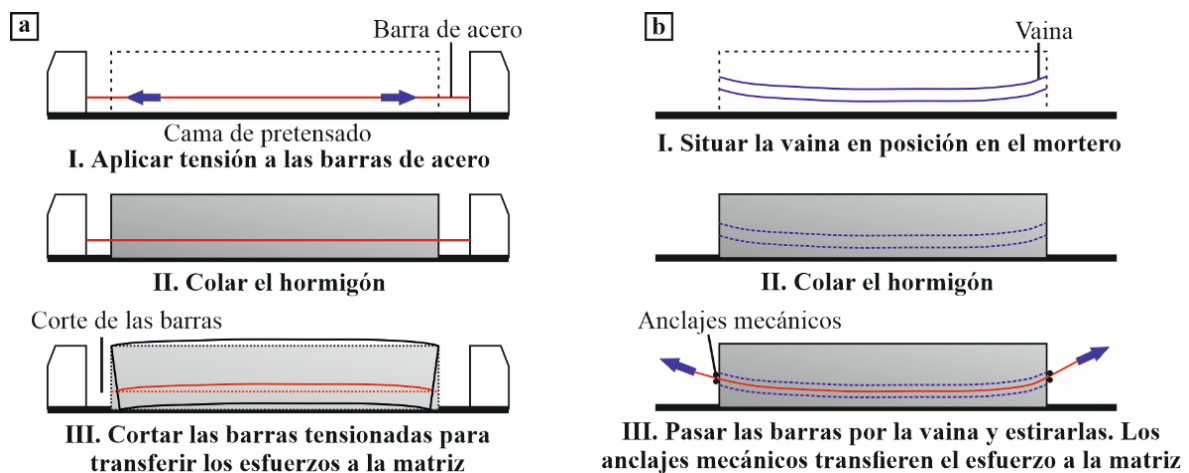 a
Barra de acero
Cama de pretensado
I. Aplicar tensión a las barras de acero
II. Colar el hormigón
Corte de las barras
III. Cortar las barras tensionadas para
transferir los esfuerzos a la matriz
b
Vaina
I. Situar la vaina en posición en el mortero
II. Colar el hormigón
Anclajes mecánicos
III. Pasar las barras por la vaina y estirarlas. Los
anclajes mecánicos transfieren el esfuerzo a la matriz